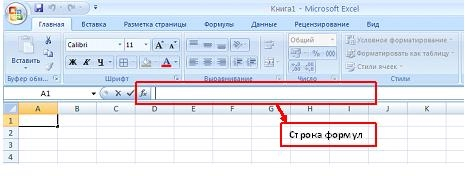 Книга1 - Microsoft Excel
Главная Вставка Разметка страницы Формулы Данные Рецензирование Вид
Вставить
Calibri 11
Ж К Ч
Общий
% 000
Условное форматирование
Форматировать как таблицу
Стили ячеек
Буфер обм... Шрифт Выравнивание Число Стили
A1 fx
A B C D E F G H I J K
1
2
3
4
Строка формул